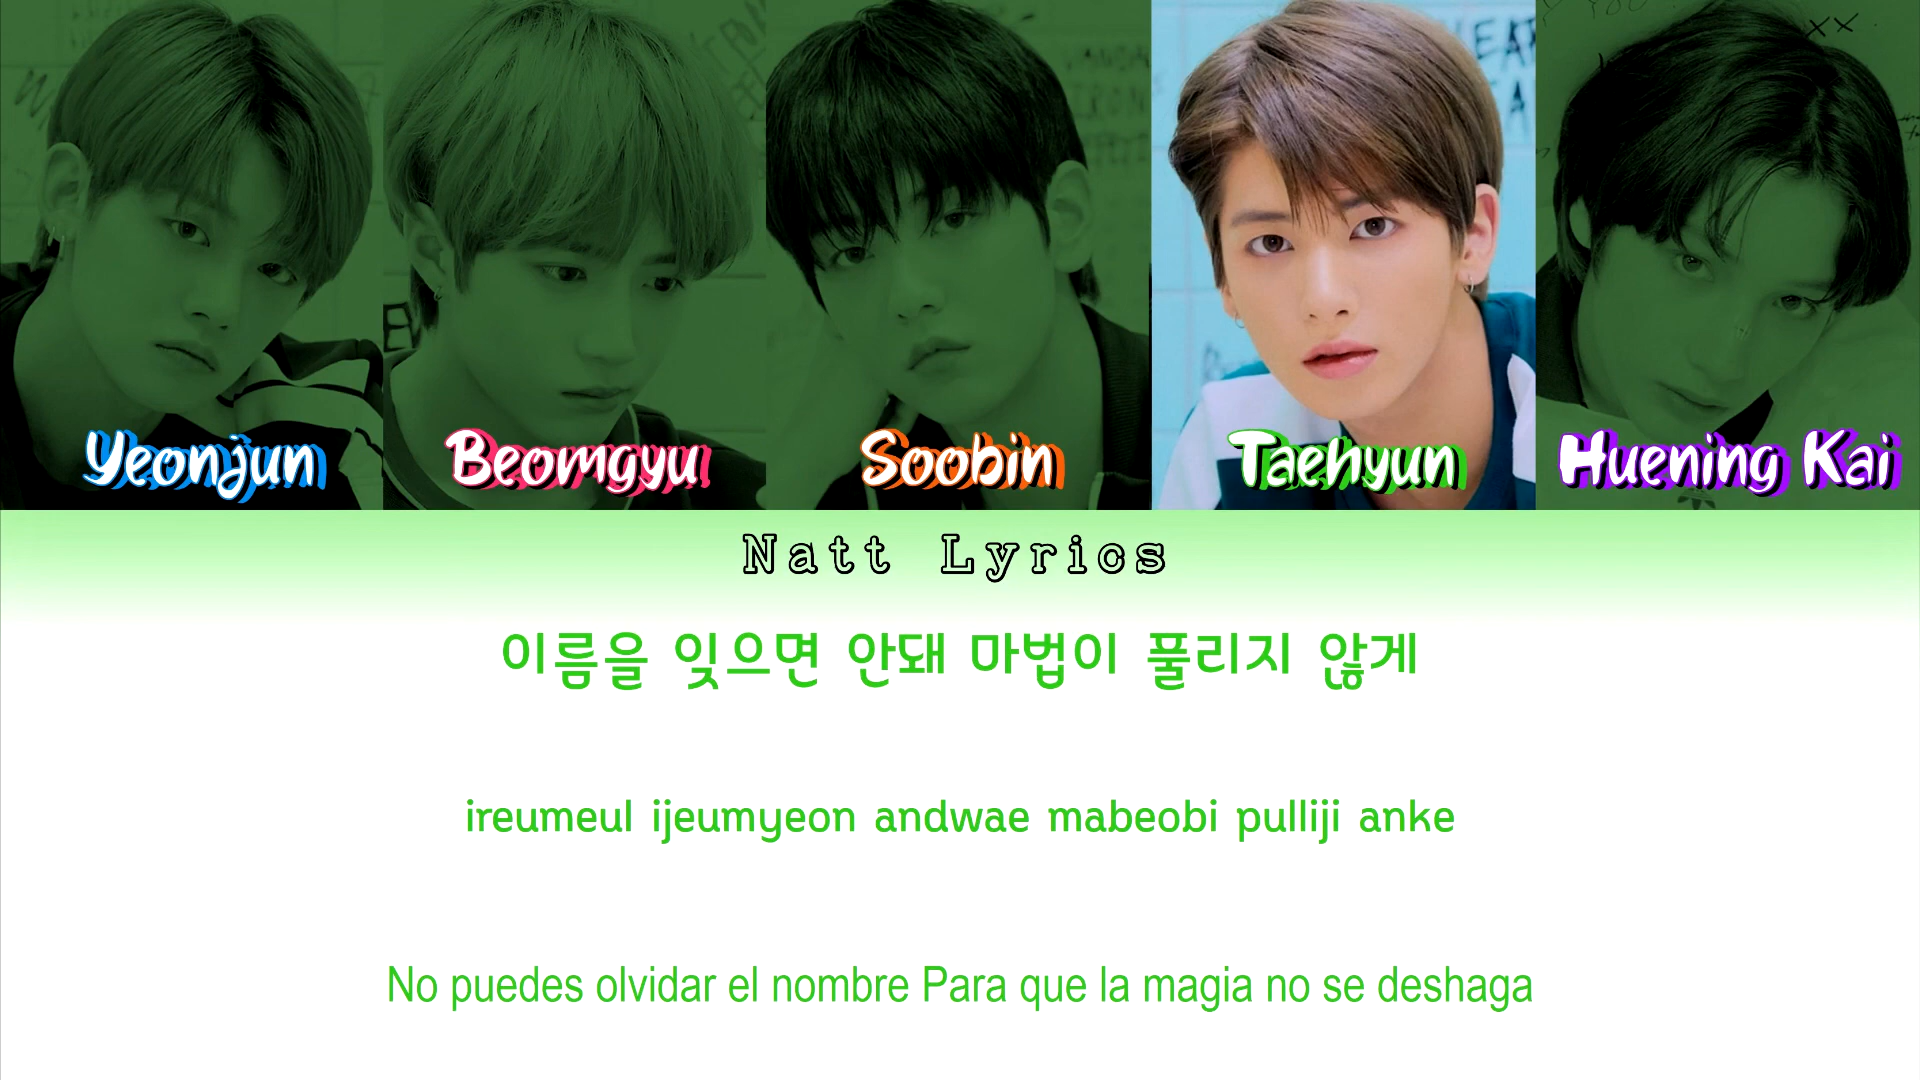 Yeonjun Beomgyu Soobin Taehyun Huening Kai
Natt Lyrics
이름을 잊으면 안돼 마법이 풀리지 않게
ireumeul ijeumyeon andwae mabeobi pulliji anke
No puedes olvidar el nombre Para que la magia no se deshaga